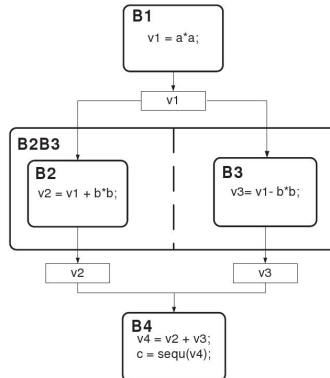 B1
v1 = a*a;
v1
B2B3
B2
v2 = v1 + b*b;
B3
v3= v1- b*b;
v2
v3
B4
v4 = v2 + v3;
c = sequ(v4);